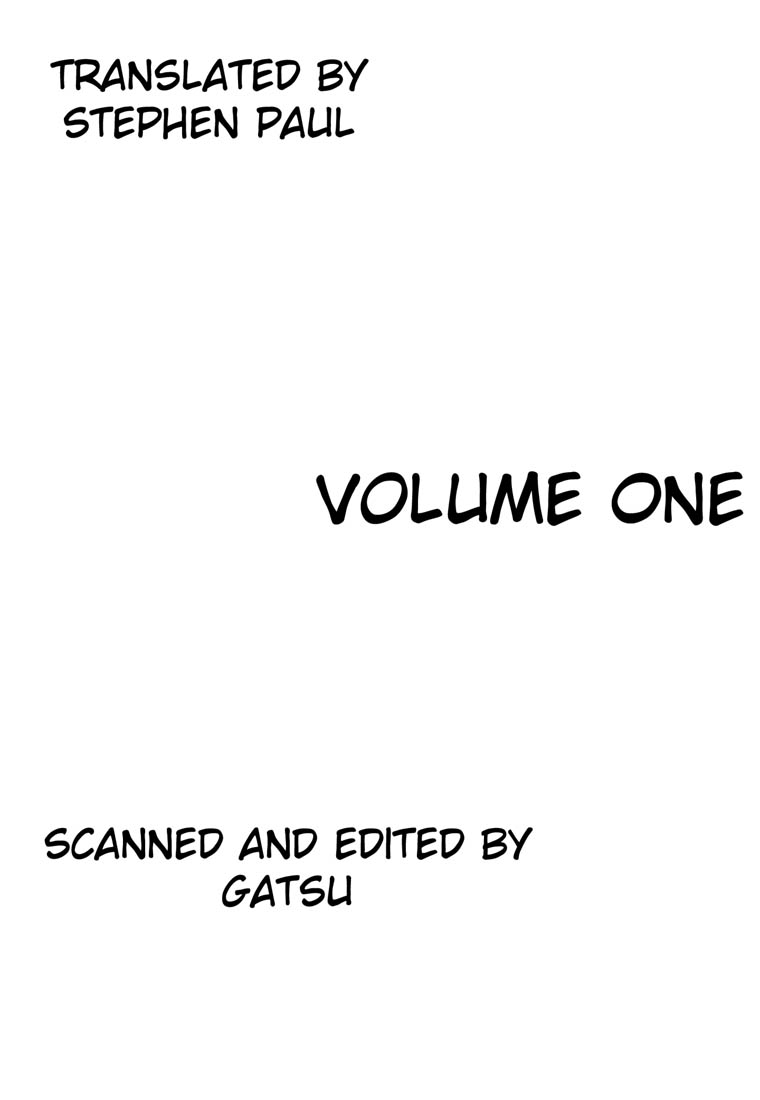 TRANSLATED BY
STEPHEN PAUL
VOLUME ONE
SCANNED AND EDITED BY
GATSU